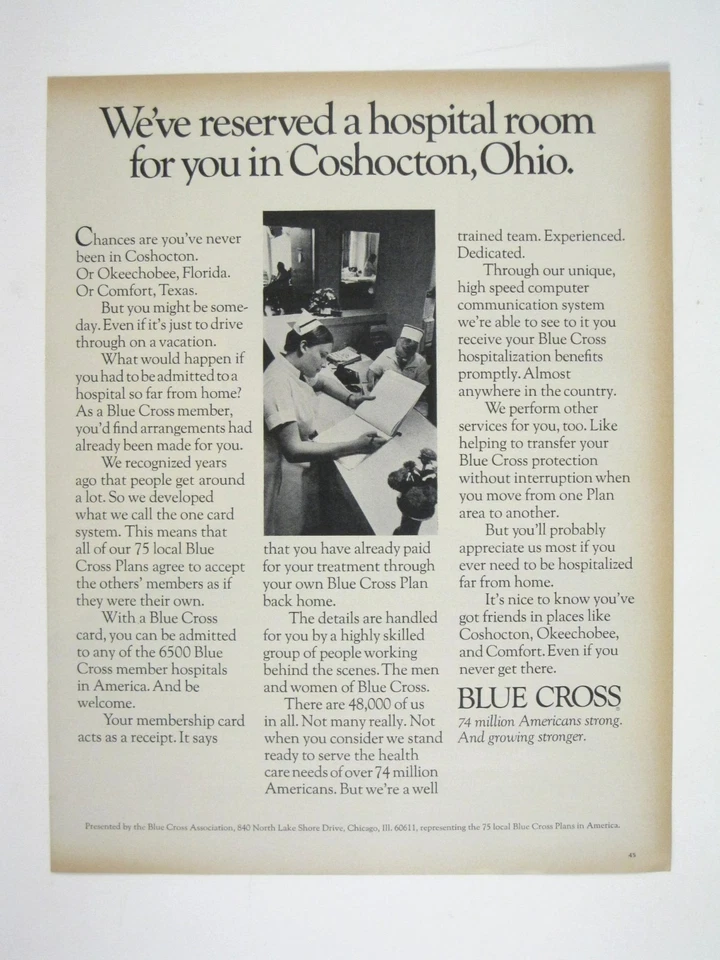 We've reserved a hospital room
for you in Coshocton, Ohio.
Chances are you've never
been in Coshocton.
Or Okeechobee, Florida.
Or Comfort, Texas.
But you might be some-
day. Even if it's just to drive
through on a vacation.
What would happen if
you had to be admitted to a
hospital so far from home?
As a Blue Cross member,
you'd find arrangements had
already been made for you.
We recognized years
ago that people get around
a lot. So we developed
what we call the one card
system. This means that
all of our 75 local Blue
Cross Plans agree to accept
the others' members as if
they were their own.
With a Blue Cross
card, you can be admitted
to any of the 6500 Blue
Cross member hospitals
in America. And be
welcome.
Your membership card
acts as a receipt. It says
that you have already paid
for your treatment through
your own Blue Cross Plan
back home.
The details are handled
for you by a highly skilled
group of people working
behind the scenes. The men
and women of Blue Cross.
There are 48,000 of us
in all. Not many really. Not
when you consider we stand
ready to serve the health
care needs of over 74 million
Americans. But we're a well
trained team. Experienced.
Dedicated.
Through our unique,
high speed computer
communication system
we're able to see to it you
receive your Blue Cross
hospitalization benefits
promptly. Almost
anywhere in the country.
We perform other
services for you, too. Like
helping to transfer your
Blue Cross protection
without interruption when
you move from one Plan
area to another.
But you'll probably
appreciate us most if you
ever need to be hospitalized
far from home.
It's nice to know you've
got friends in places like
Coshocton, Okeechobee,
and Comfort. Even if you
never get there.
BLUE CROSS®
74 million Americans strong.
And growing stronger.
Presented by the Blue Cross Association, 840 North Lake Shore Drive, Chicago, Ill. 60611, representing the 75 local Blue Cross Plans in America.
45